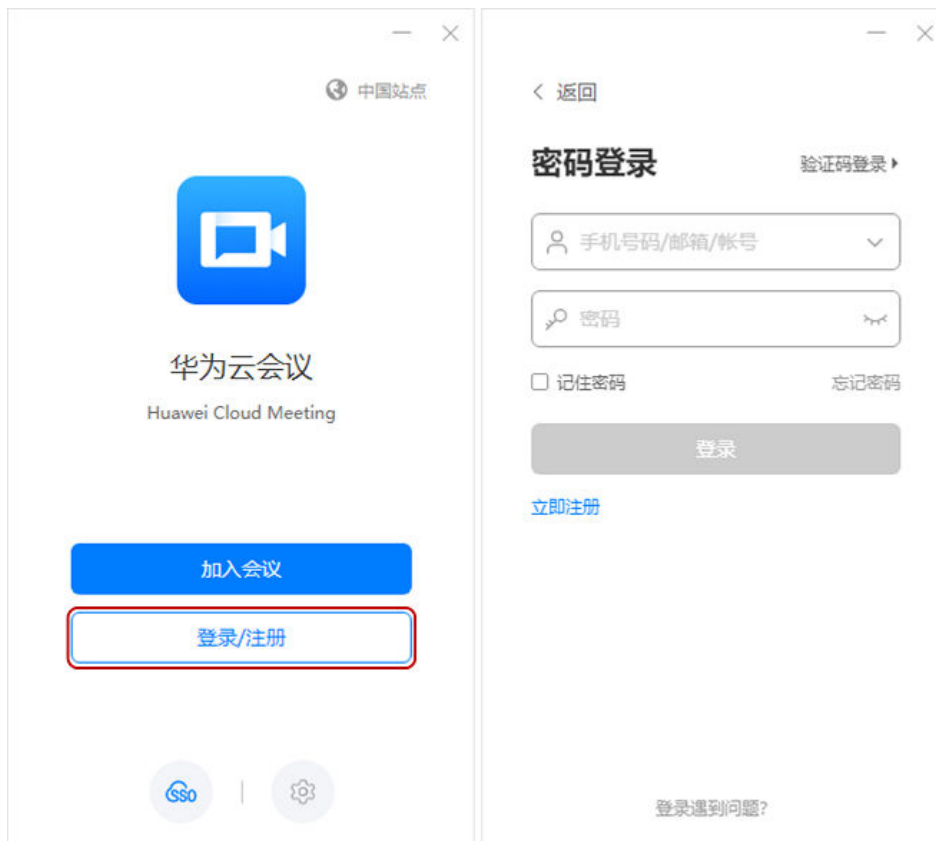 中国站点
华为云会议
Huawei Cloud Meeting
加入会议
登录/注册
SSO
返回
密码登录
验证码登录
手机号码/邮箱/帐号
密码
记住密码
忘记密码
登录
立即注册
登录遇到问题?